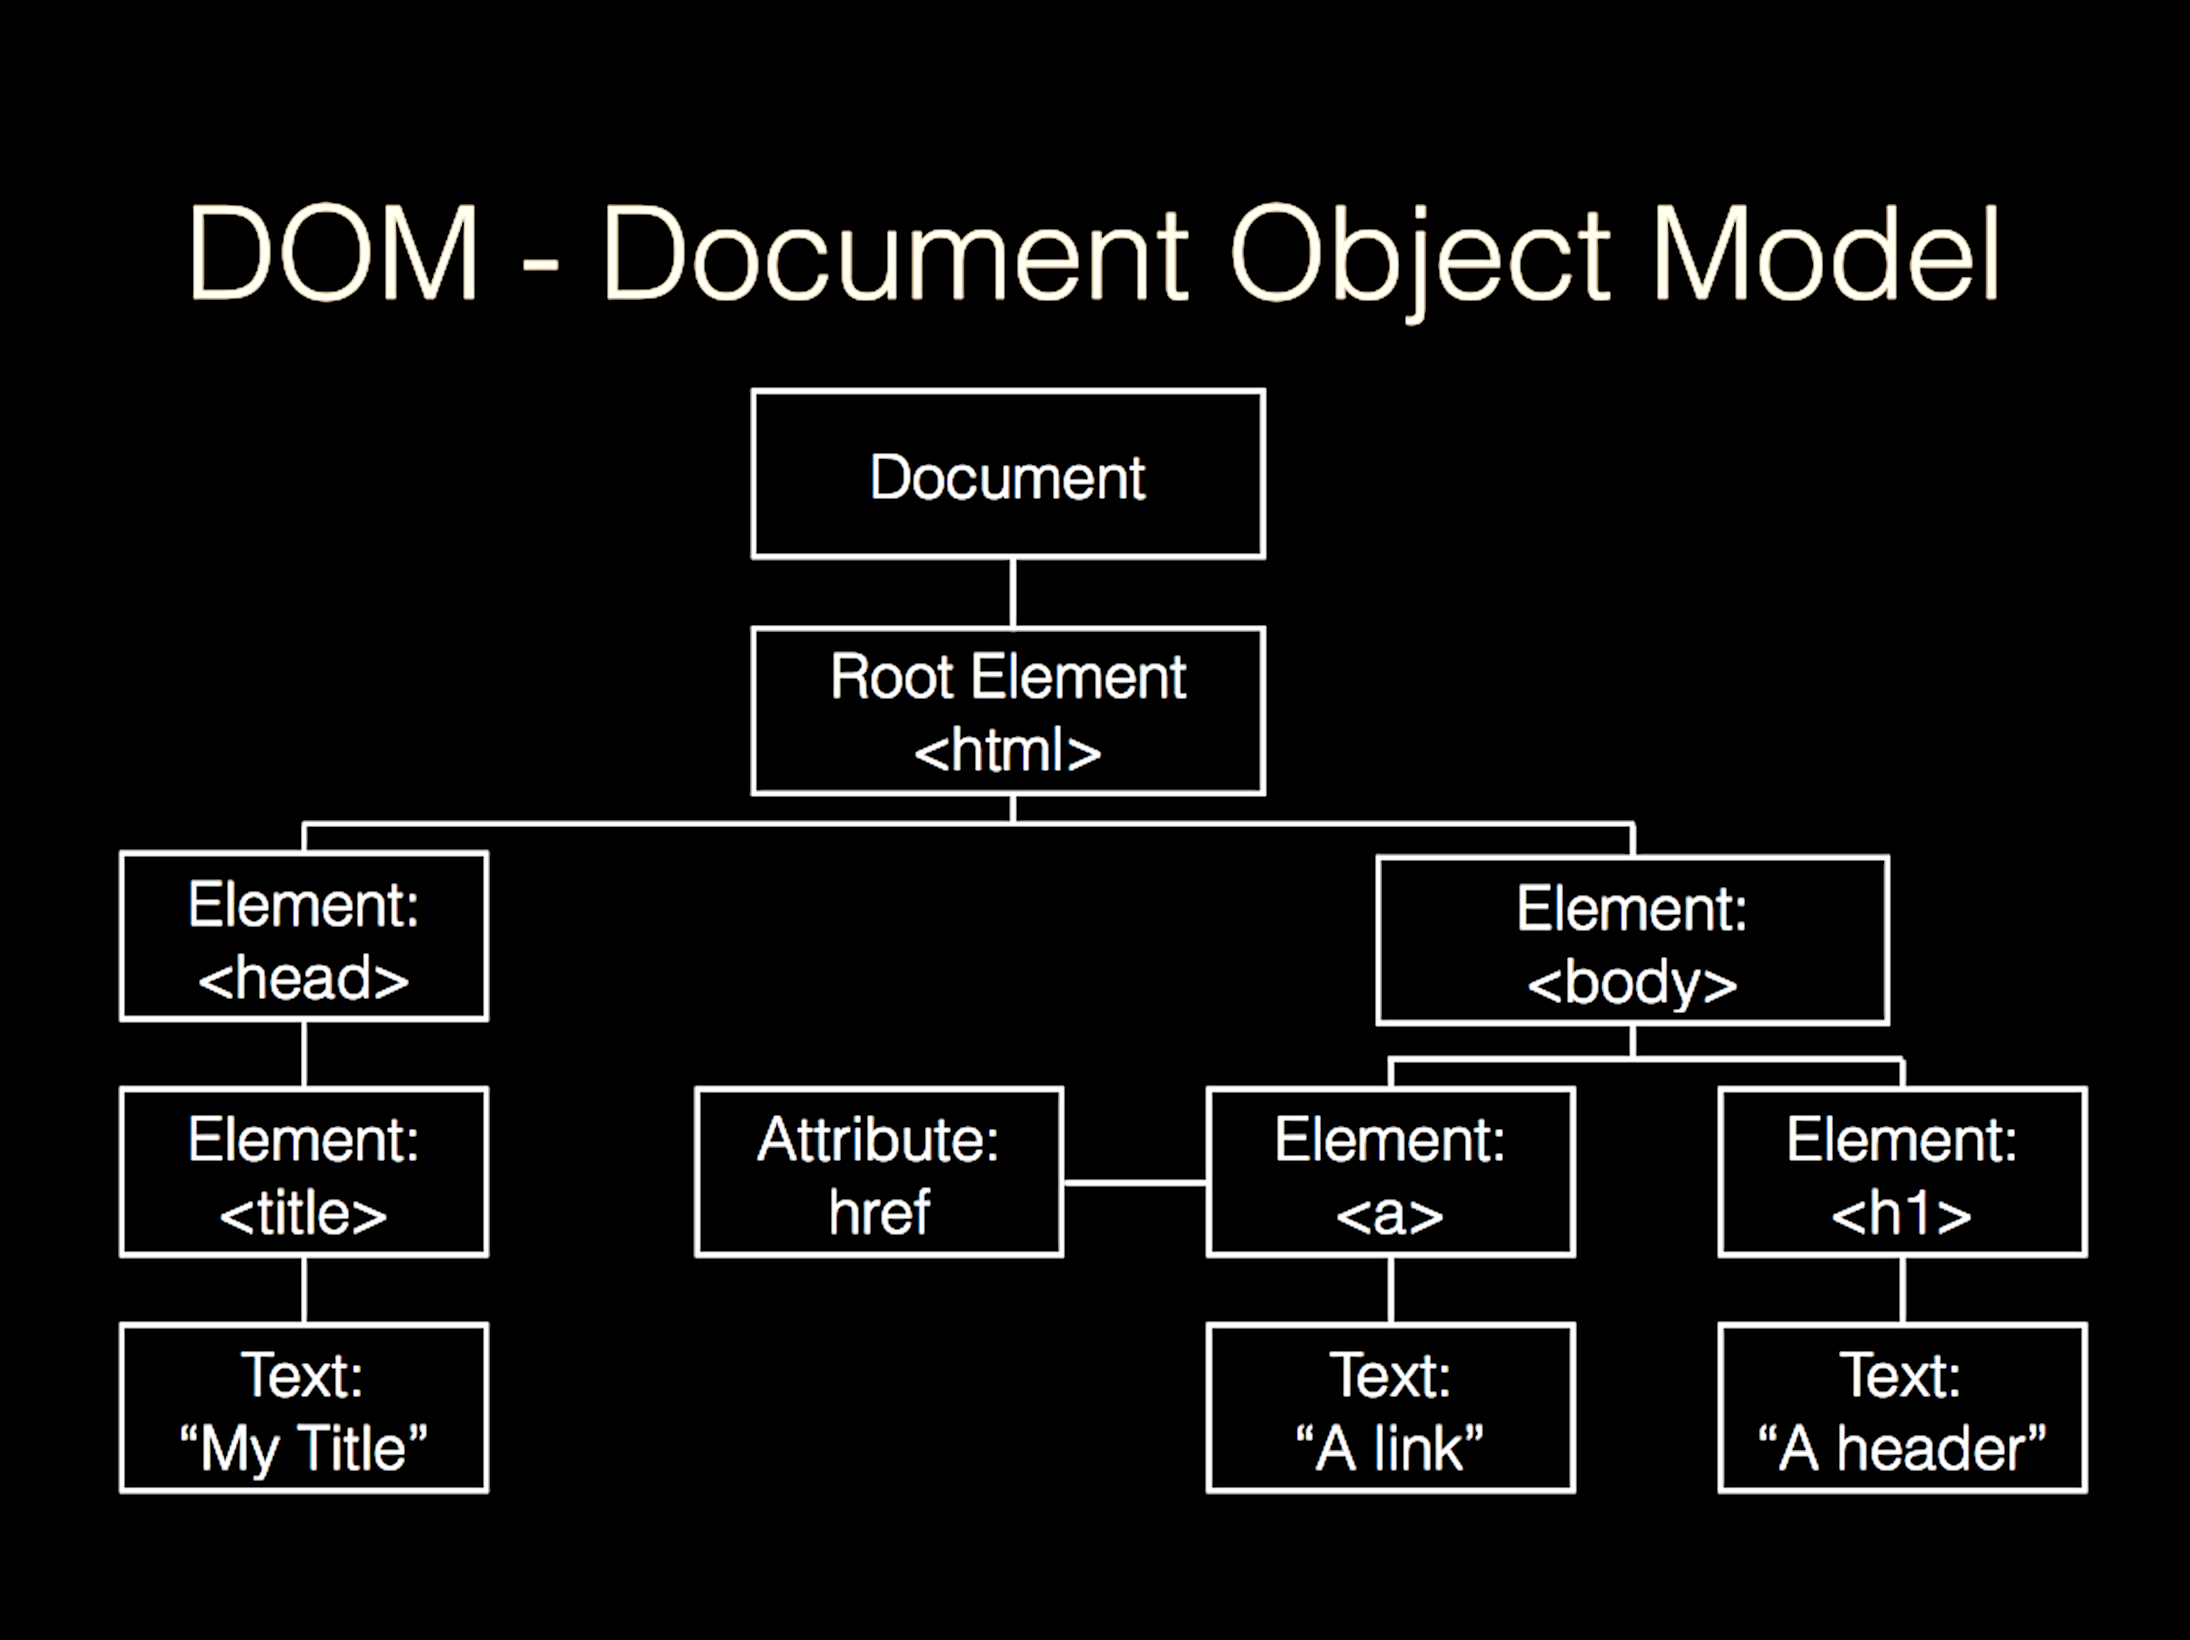 DOM - Document Object Model
Document
Root Element
<html>
Element:
<head>
Element:
<body>
Element:
<title>
Attribute:
href
Element:
<a>
Element:
<h1>
Text:
“My Title”
Text:
“A link”
Text:
“A header”